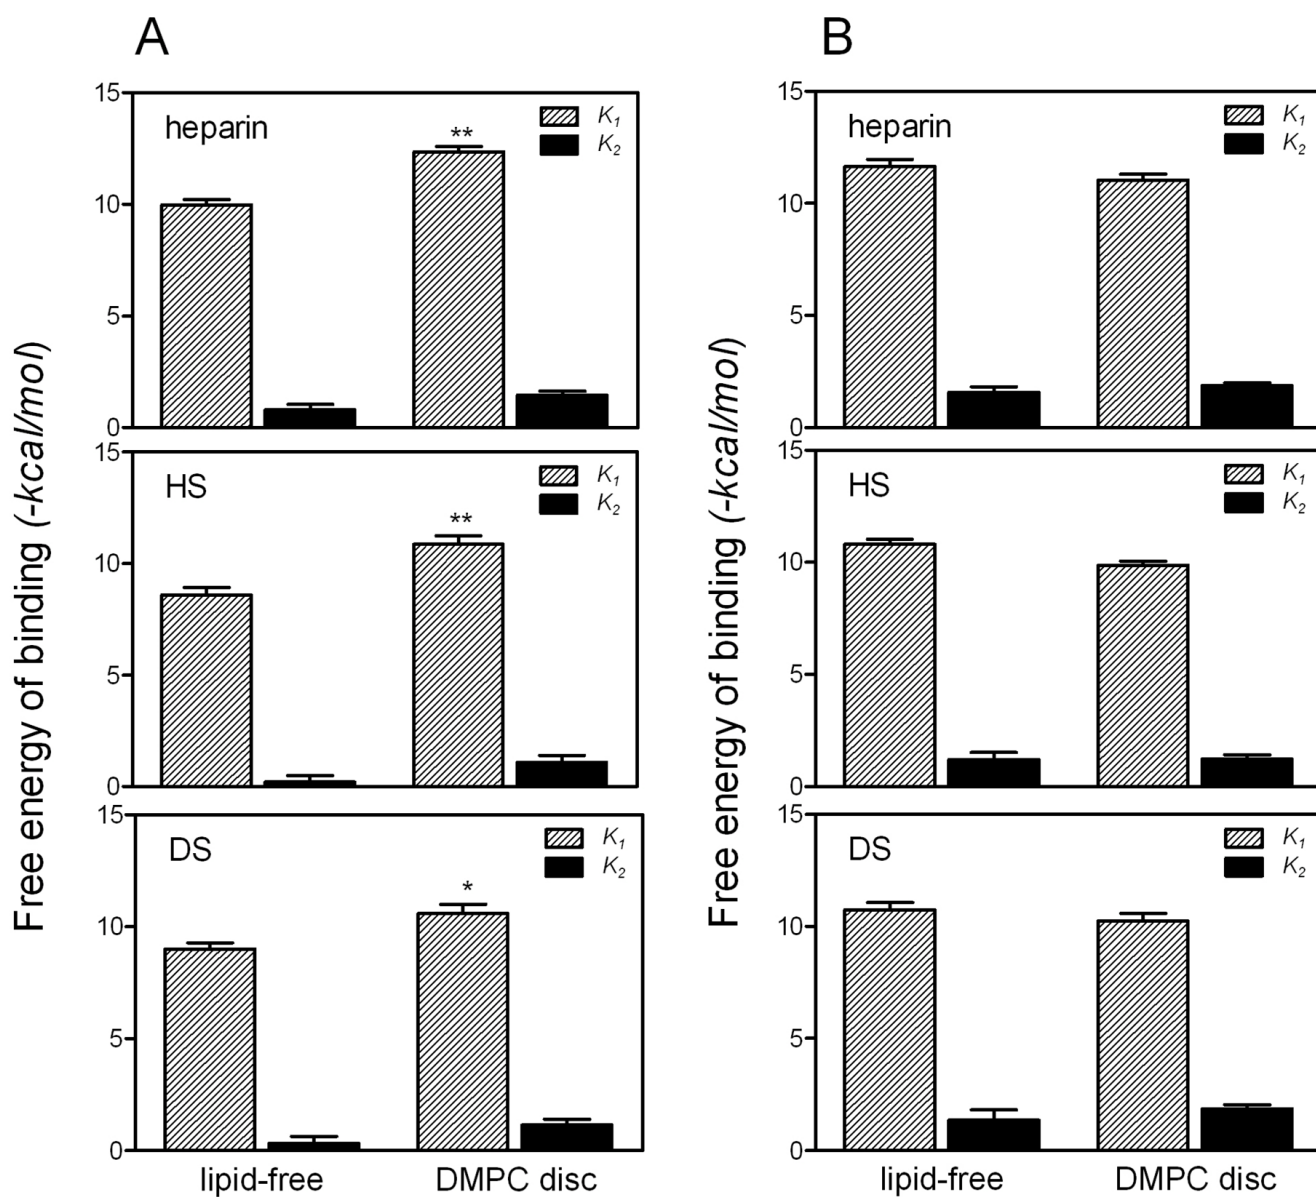 A
B
Free energy of binding (-kcal/mol)
15
10
5
0
heparin
K1
K2
**
15
10
5
0
HS
K1
K2
**
15
10
5
0
DS
K1
K2
*
lipid-free DMPC disc
Free energy of binding (-kcal/mol)
15
10
5
0
heparin
K1
K2
15
10
5
0
HS
K1
K2
15
10
5
0
DS
K1
K2
lipid-free DMPC disc